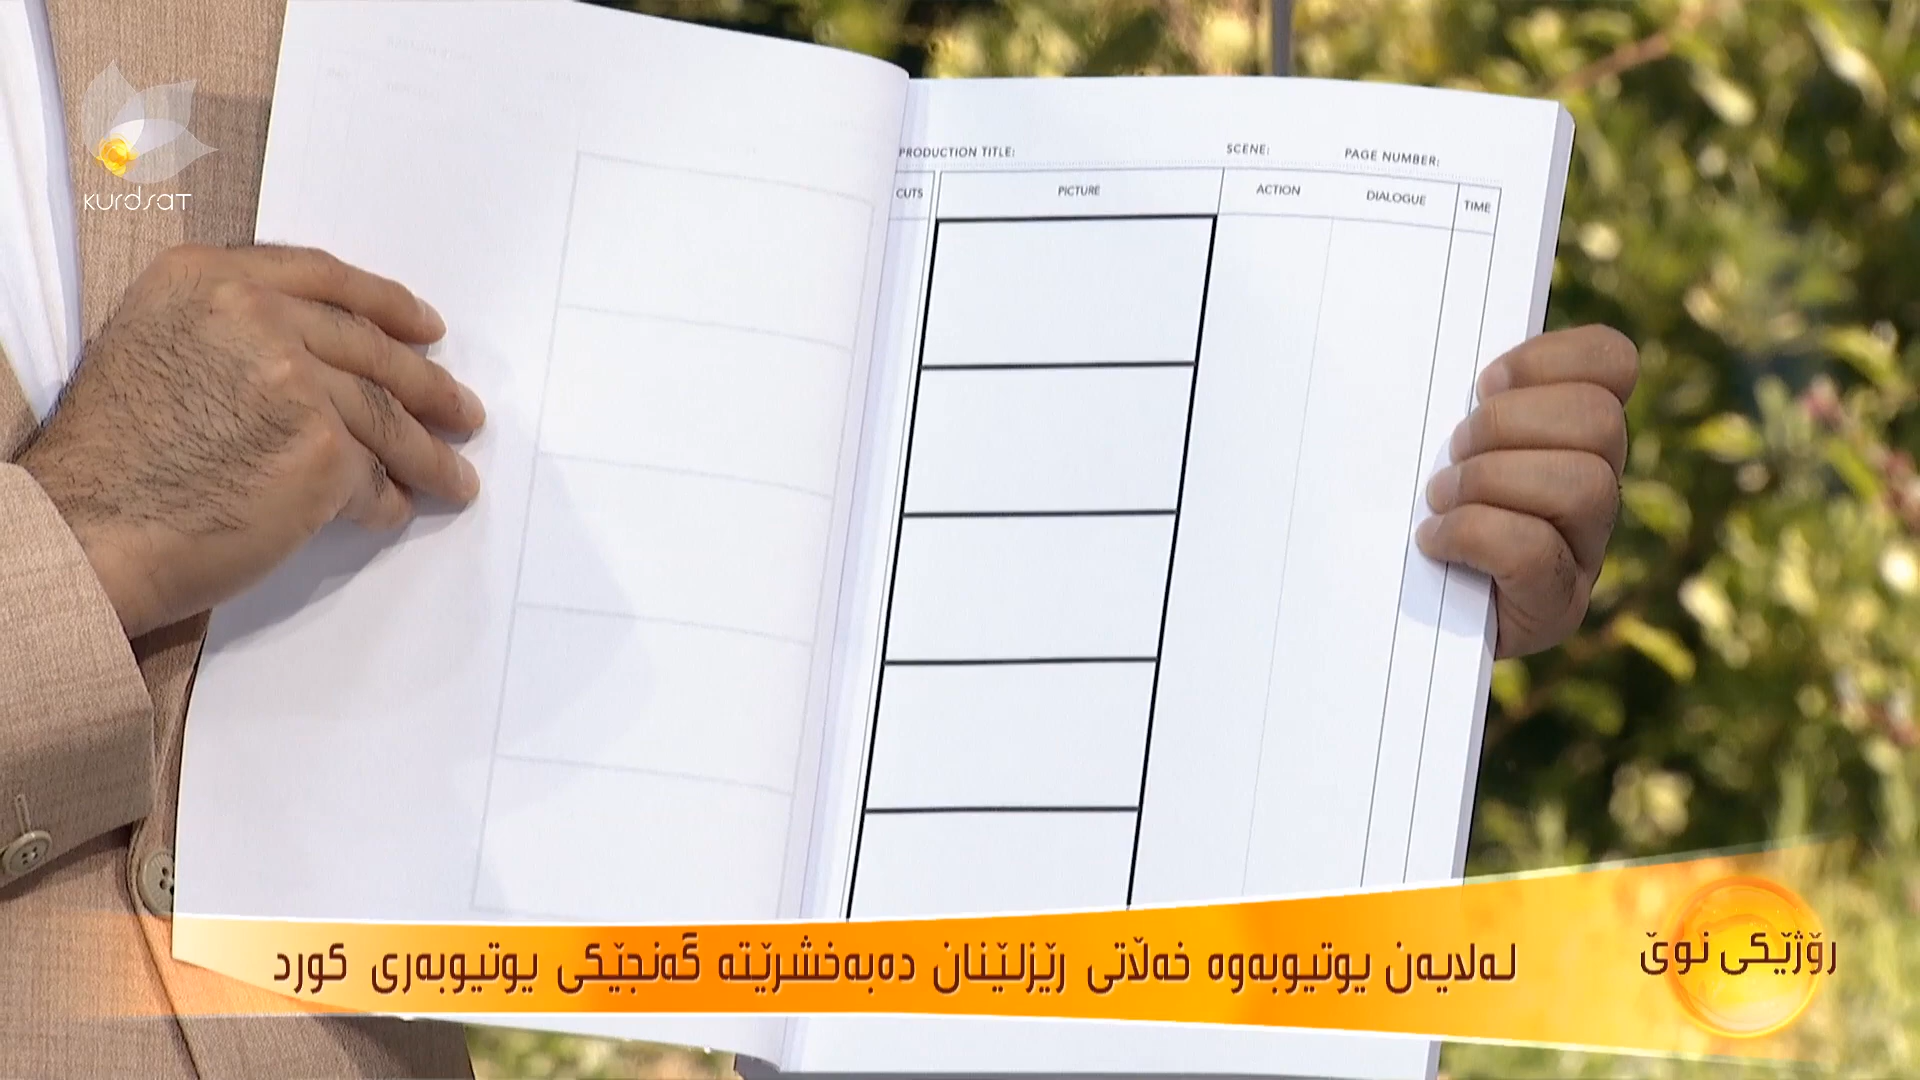 kurdsat
PRODUCTION TITLE:
SCENE:
PAGE NUMBER:
CUTS
PICTURE
ACTION
DIALOGUE
TIME
لەلایەن یوتیوبەوە خەڵاتی ڕێزلێنان دەبەخشرێتە گەنجێکی یوتیوبەری کورد
رۆژێکی نوێ